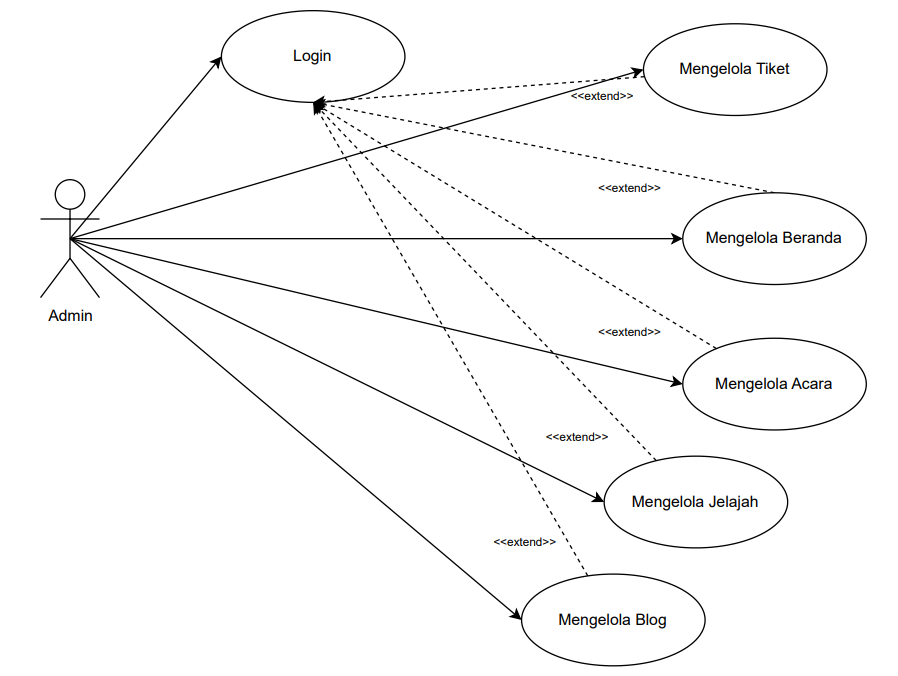 Login
Mengelola Tiket
<<extend>>
<<extend>>
Mengelola Beranda
Admin
<<extend>>
Mengelola Acara
<<extend>>
Mengelola Jelajah
<<extend>>
Mengelola Blog